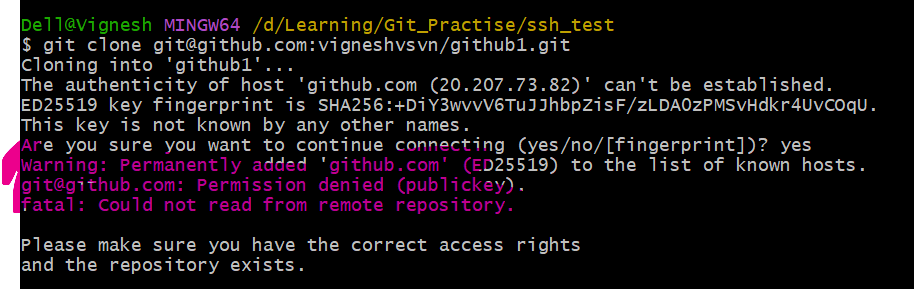 Dell@Vignesh MINGW64 /d/Learning/Git_Practise/ssh_test
$ git clone git@github.com:vigneshvsvn/github1.git
Cloning into 'github1'...
The authenticity of host 'github.com (20.207.73.82)' can't be established.
ED25519 key fingerprint is SHA256:+DiY3wvvV6TuJJhbpZisF/zLDA0zPMSvHdkr4UvCOqU.
This key is not known by any other names.
Are you sure you want to continue connecting (yes/no/[fingerprint])? yes
Warning: Permanently added 'github.com' (ED25519) to the list of known hosts.
git@github.com: Permission denied (publickey).
fatal: Could not read from remote repository.
Please make sure you have the correct access rights
and the repository exists.